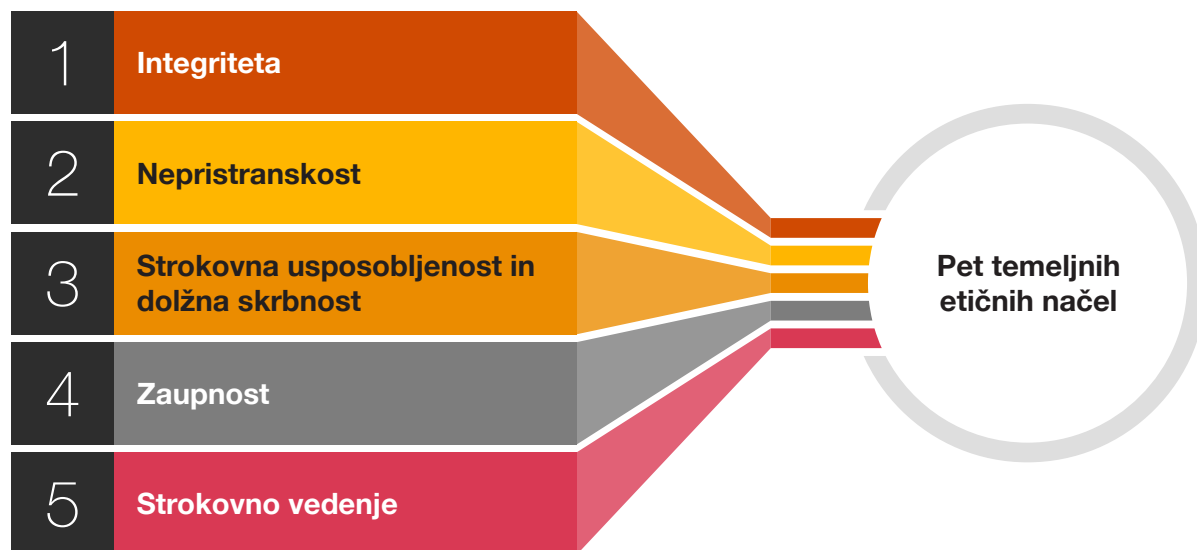 1
Integriteta
2
Nepristranskost
3
Strokovna usposobljenost in
dolžna skrbnost
4
Zaupnost
5
Strokovno vedenje
Pet temeljnih
etičnih načel